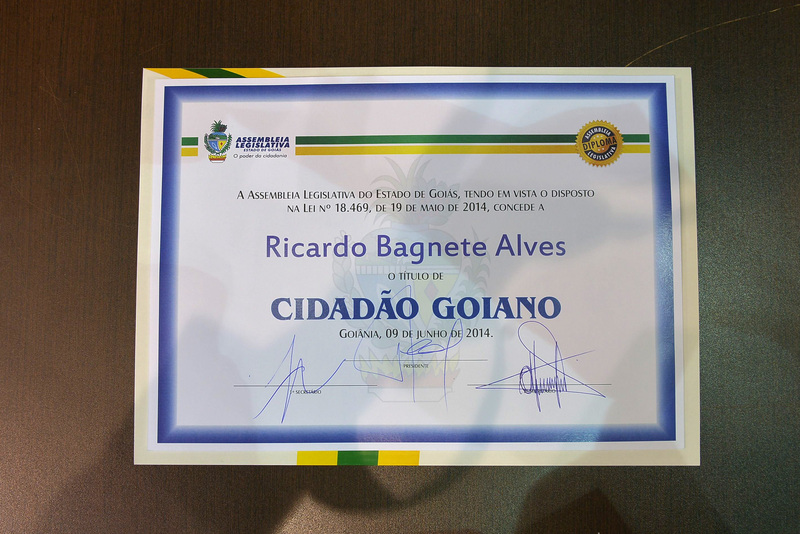 ASSEMBLEIA
LEGISLATIVA
ESTADO DE GOIÁS
O poder da cidadania
ASSEMBLEIA
DIPLOMA
LEGISLATIVA
A ASSEMBLEIA LEGISLATIVA DO ESTADO DE GOIÁS, TENDO EM VISTA O DISPOSTO
NA LEI Nº 18.469, DE 19 DE MAIO DE 2014, CONCEDE A
Ricardo Bagnete Alves
O TÍTULO DE
CIDADÃO GOIANO
GOIÂNIA, 09 DE JUNHO DE 2014.
PRESIDENTE
1º SECRETÁRIO